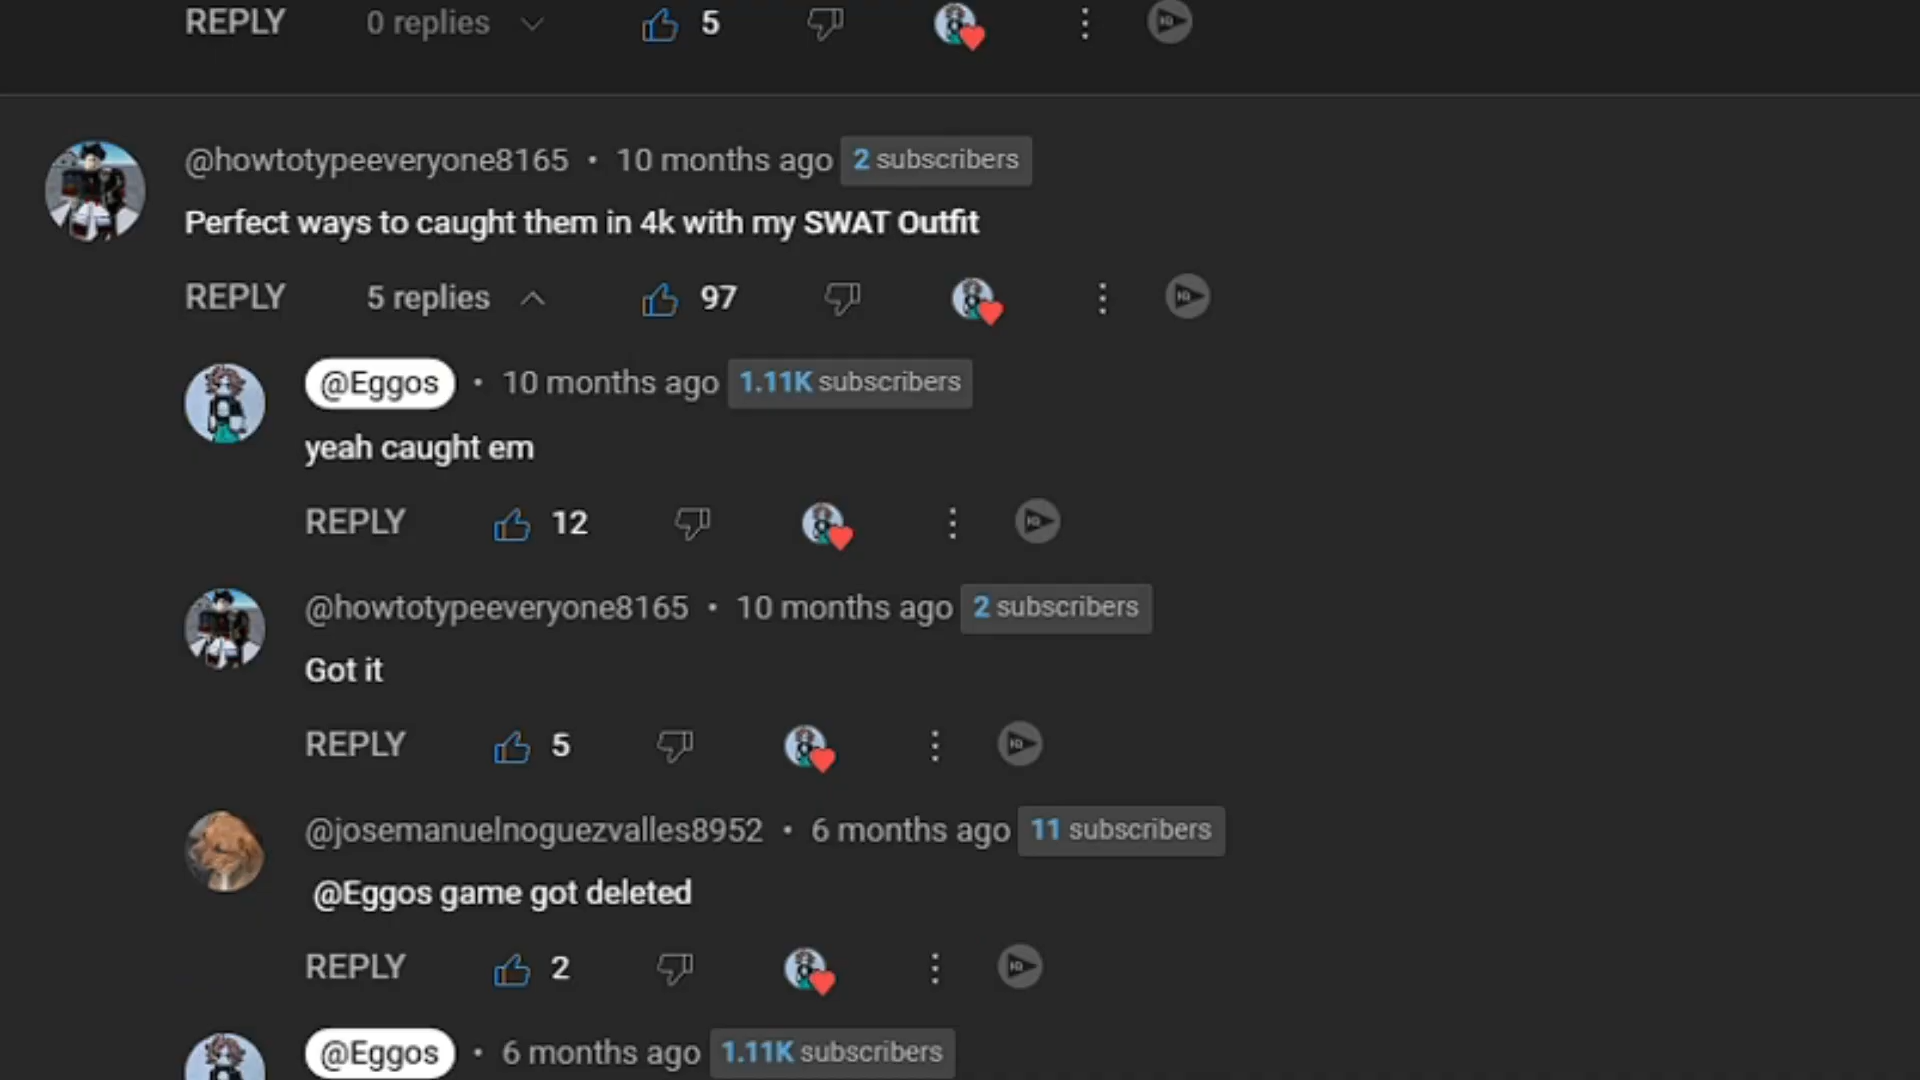 REPLY 0 replies 5
@howtotypeeveryone8165 • 10 months ago 2 subscribers
Perfect ways to caught them in 4k with my SWAT Outfit
REPLY 5 replies 97
@Eggos • 10 months ago 1.11K subscribers
yeah caught em
REPLY 12
@howtotypeeveryone8165 • 10 months ago 2 subscribers
Got it
REPLY 5
@josemanuelnoguezvalles8952 • 6 months ago 11 subscribers
@Eggos game got deleted
REPLY 2
@Eggos • 6 months ago 1.11K subscribers